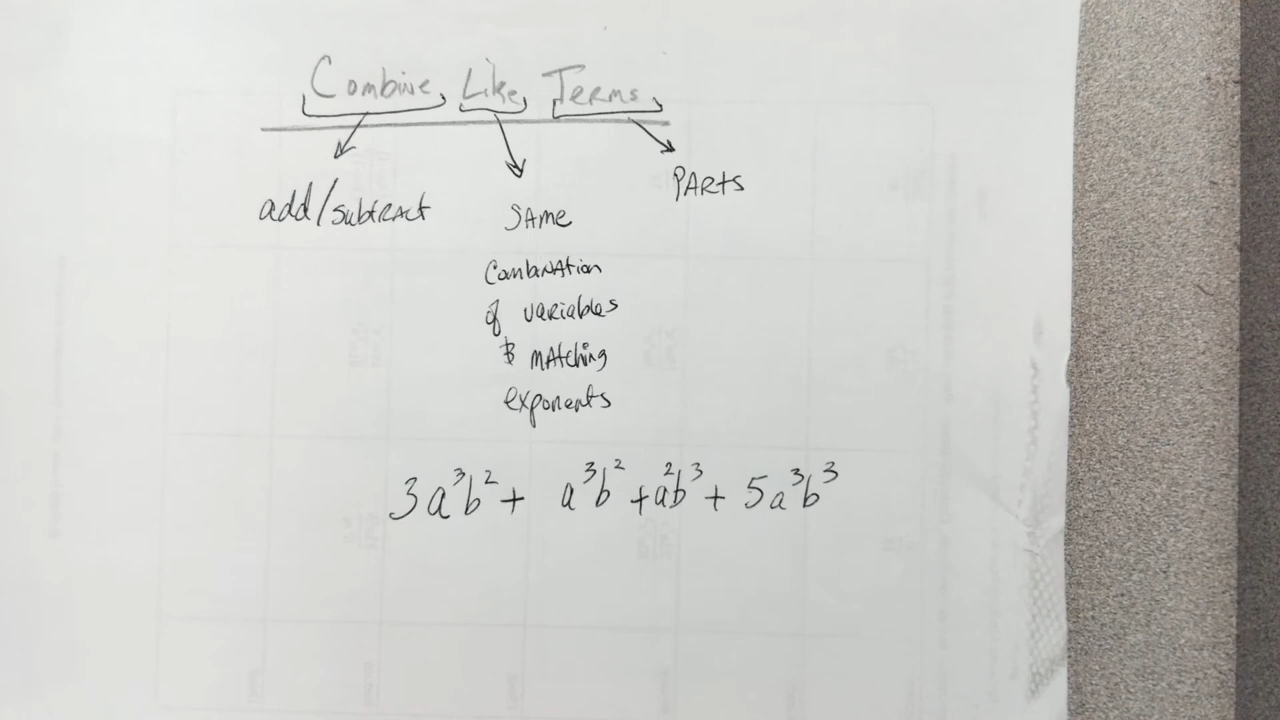 Combine Like Terms
add/subtract
SAME
PARTS
Combination
of variables
& matching
exponents
3a³b² + a³b² + a²b³ + 5a³b³